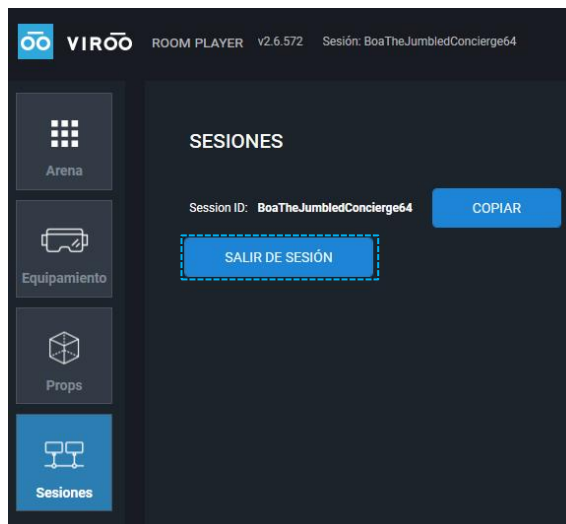 VIROO ROOM PLAYER v2.6.572 Sesión: BoaTheJumbledConcierge64
Arena
Equipamiento
Props
Sesiones
SESIONES
Session ID: BoaTheJumbledConcierge64 COPIAR
SALIR DE SESIÓN